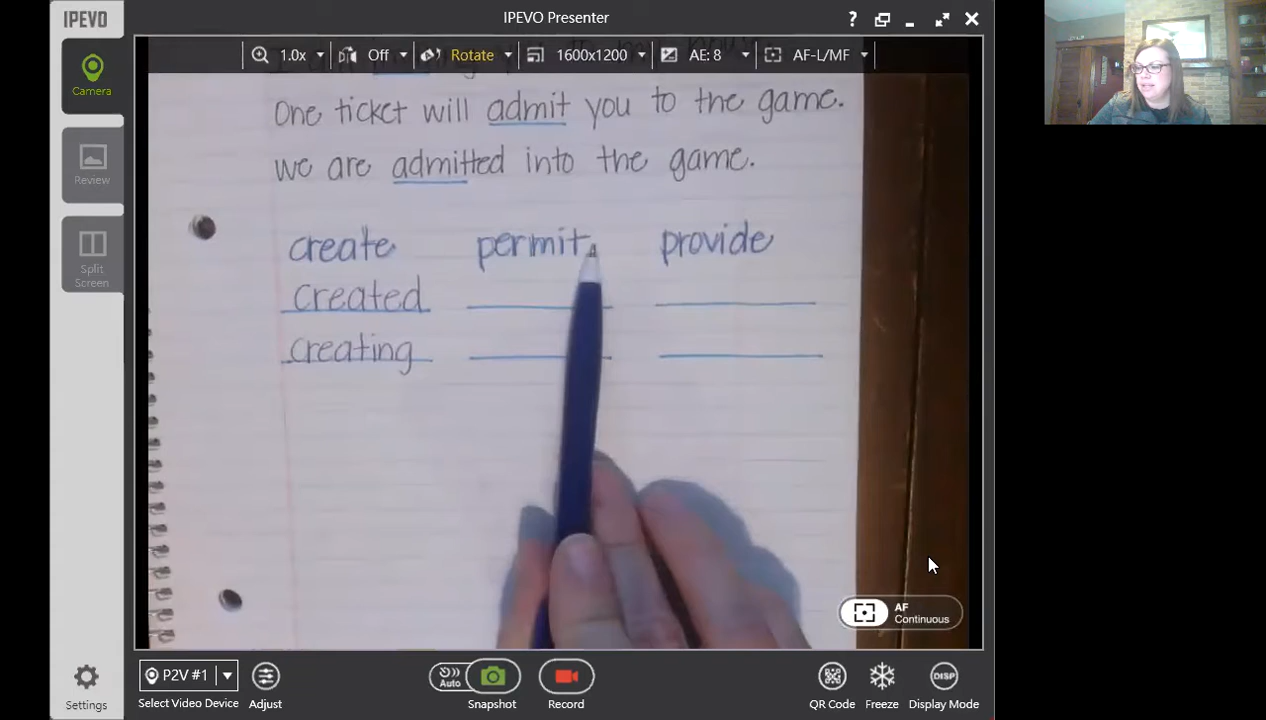 IPEVO
IPEVO Presenter
?
Camera
1.0x
Off
Rotate
1600x1200
AE: 8
AF-L/MF
Review
Split
Screen
One ticket will admit you to the game.
we are admitted into the game.
create permit provide
created
creating
AF
Continuous
Settings
P2V #1
Select Video Device
Adjust
Auto
Snapshot
Record
QR Code
Freeze
DISP
Display Mode